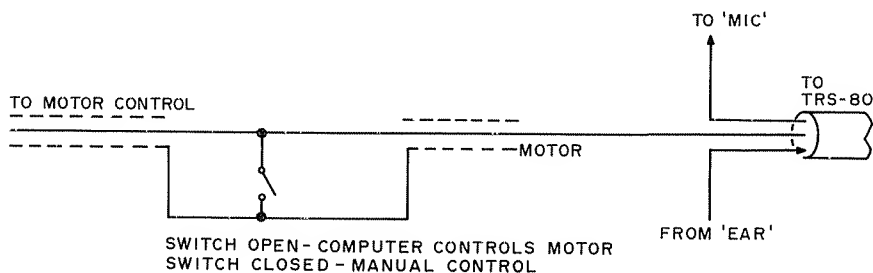 TO 'MIC'
TO MOTOR CONTROL
TO
TRS-80
MOTOR
FROM 'EAR'
SWITCH OPEN - COMPUTER CONTROLS MOTOR
SWITCH CLOSED - MANUAL CONTROL